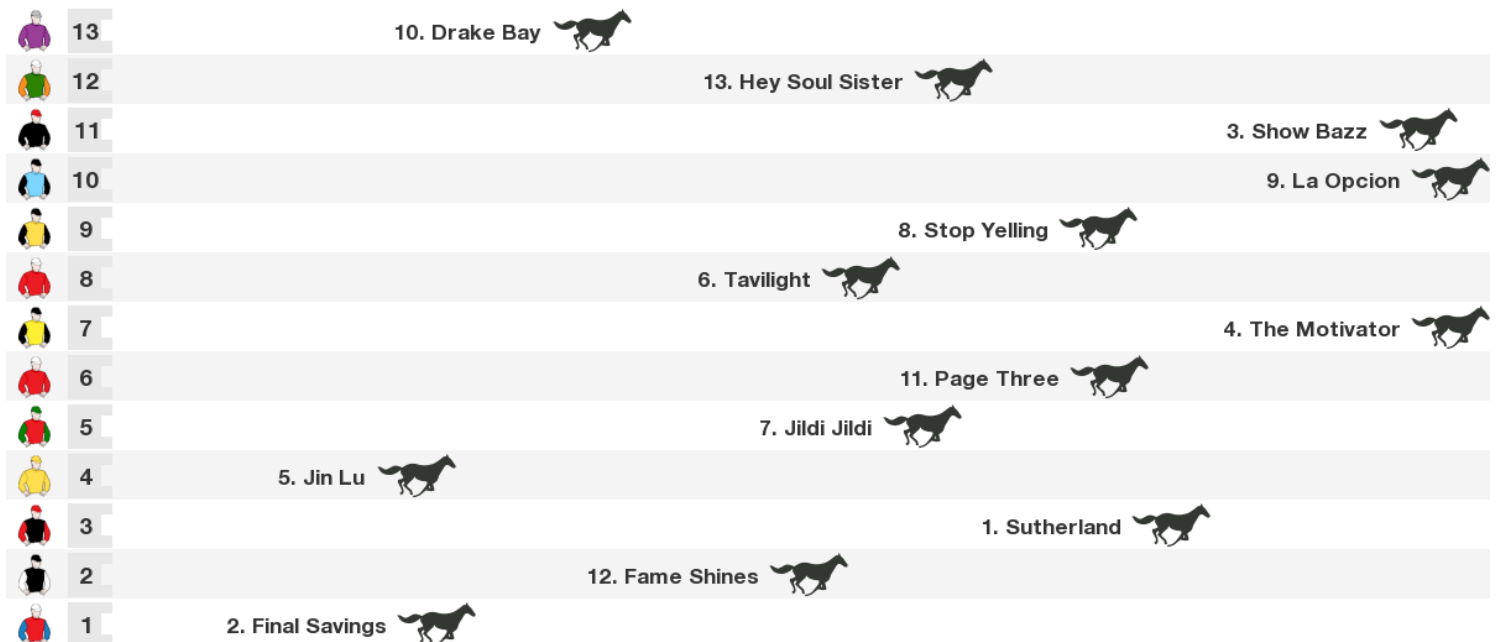 13 10. Drake Bay
12 13. Hey Soul Sister
11 3. Show Bazz
10 9. La Opcion
9 8. Stop Yelling
8 6. Tavilight
7 4. The Motivator
6 11. Page Three
5 7. Jildi Jildi
4 5. Jin Lu
3 1. Sutherland
2 12. Fame Shines
1 2. Final Savings